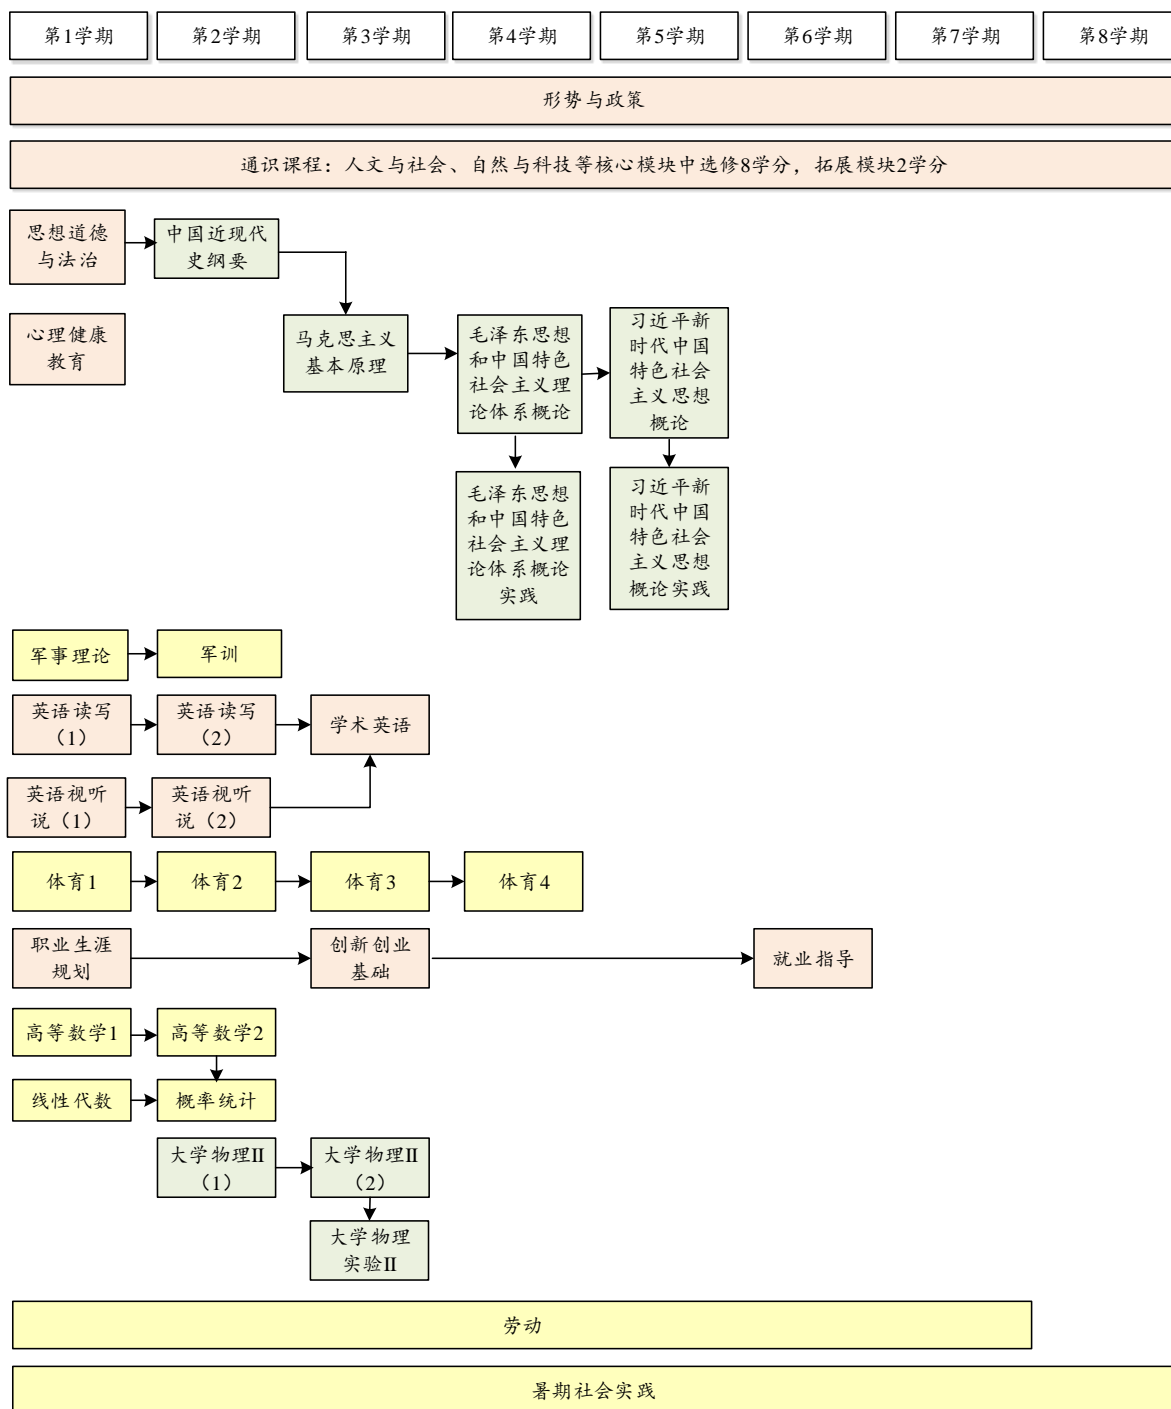 第1学期
第2学期
第3学期
第4学期
第5学期
第6学期
第7学期
第8学期
形势与政策
通识课程：人文与社会、自然与科技等核心模块中选修8学分，拓展模块2学分
思想道德
与法治
中国近现代
史纲要
心理健康
教育
马克思主义
基本原理
毛泽东思想
和中国特色
社会主义理
论体系概论
习近平新
时代中国
特色社会
主义思想
概论
毛泽东思想
和中国特色
社会主义理
论体系概论
实践
习近平新
时代中国
特色社会
主义思想
概论实践
军事理论
军训
英语读写
（1）
英语读写
（2）
学术英语
英语视听
说（1）
英语视听
说（2）
体育1
体育2
体育3
体育4
职业生涯
规划
创新创业
基础
就业指导
高等数学1
高等数学2
线性代数
概率统计
大学物理II
（1）
大学物理II
（2）
大学物理
实验II
劳动
暑期社会实践